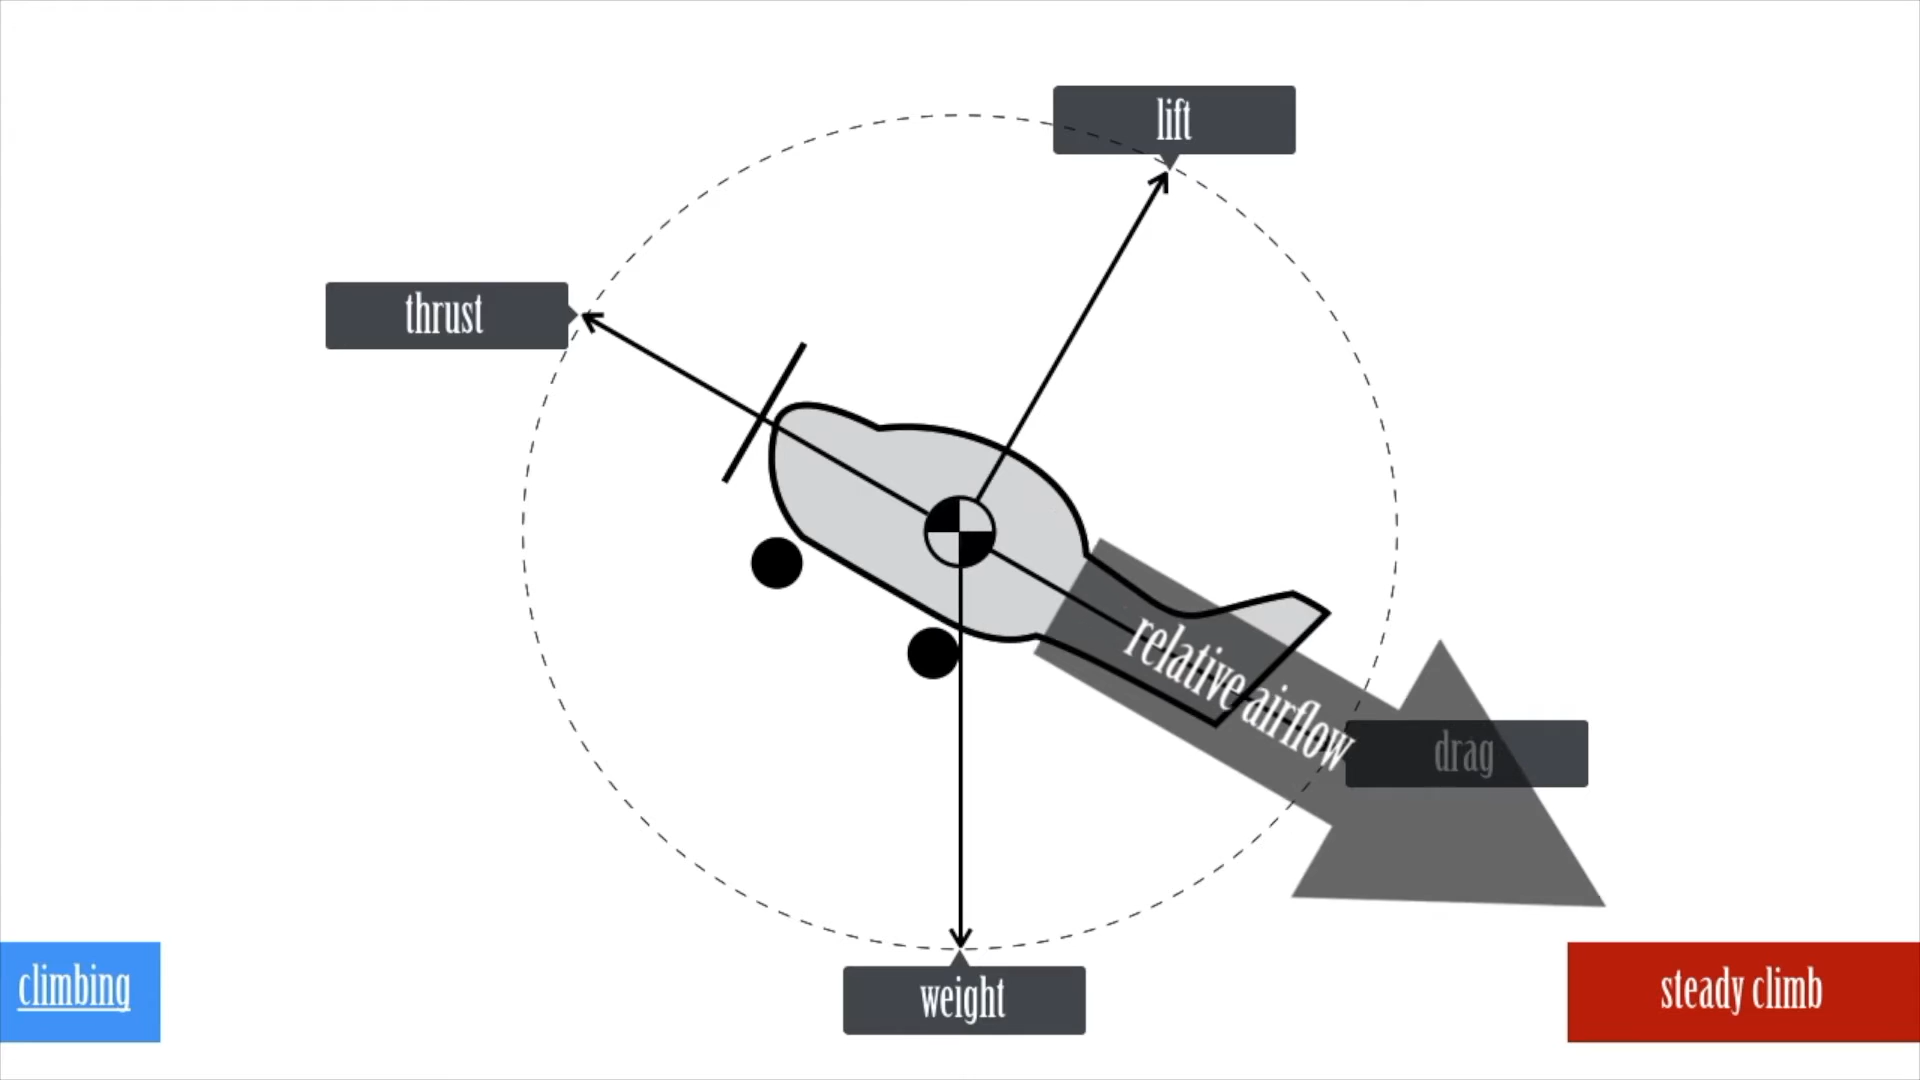 lift
thrust
relative airflow
drag
climbing
weight
steady climb